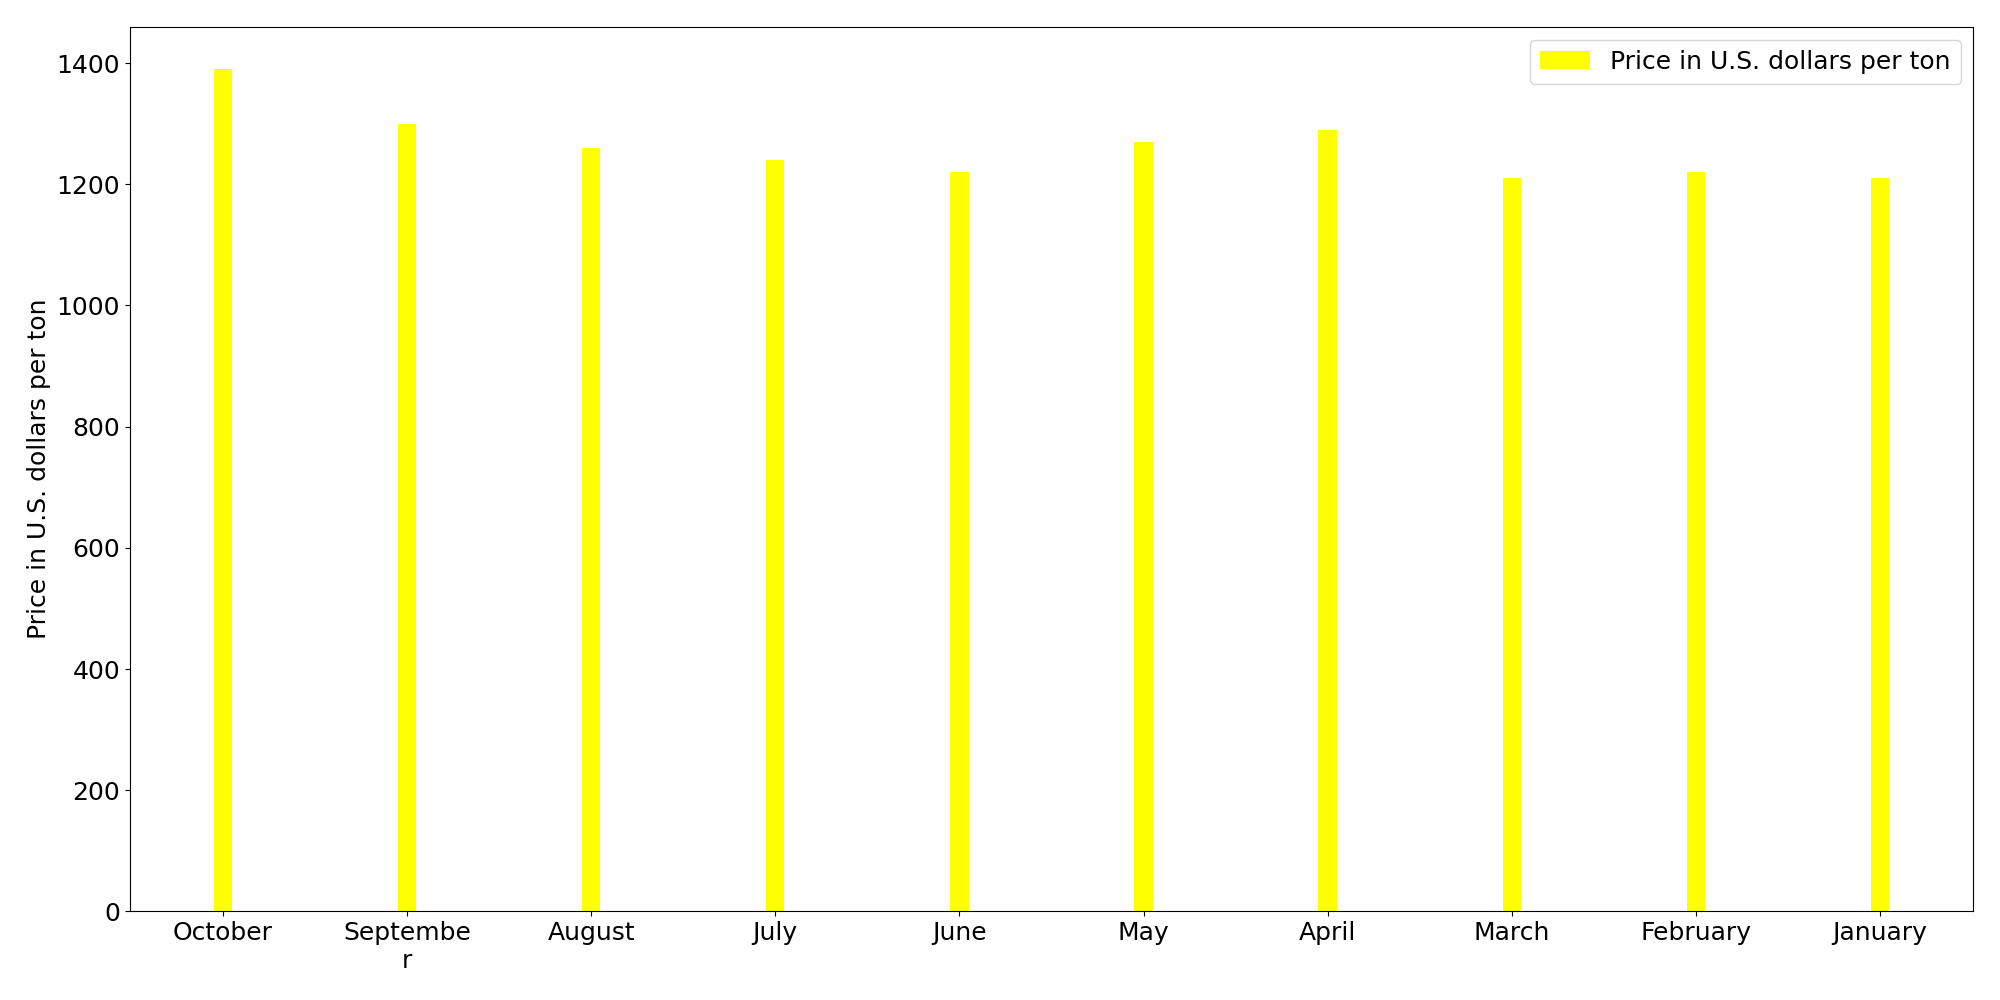 Price in U.S. dollars per ton
1400
1200
1000
800
600
400
200
0
Price in U.S. dollars per ton
October
Septembe
r
August
July
June
May
April
March
February
January